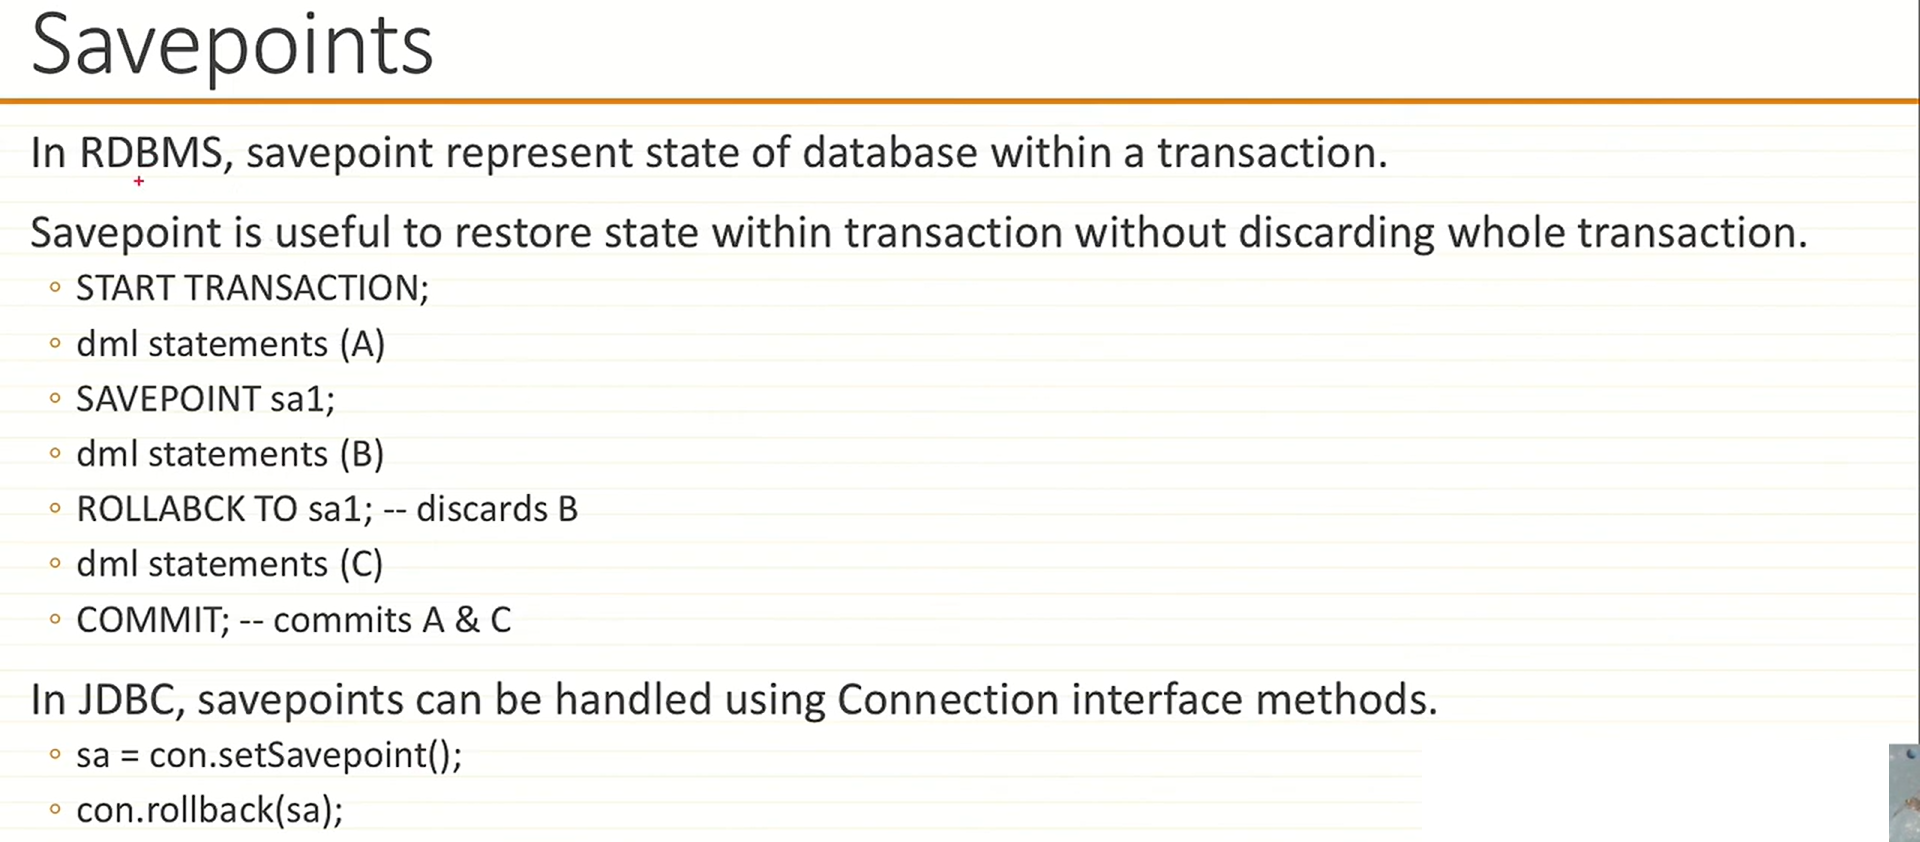 Savepoints
In RDBMS, savepoint represent state of database within a transaction.
Savepoint is useful to restore state within transaction without discarding whole transaction.
◦ START TRANSACTION;
◦ dml statements (A)
◦ SAVEPOINT sa1;
◦ dml statements (B)
◦ ROLLABCK TO sa1; -- discards B
◦ dml statements (C)
◦ COMMIT; -- commits A & C
In JDBC, savepoints can be handled using Connection interface methods.
◦ sa = con.setSavepoint();
◦ con.rollback(sa);